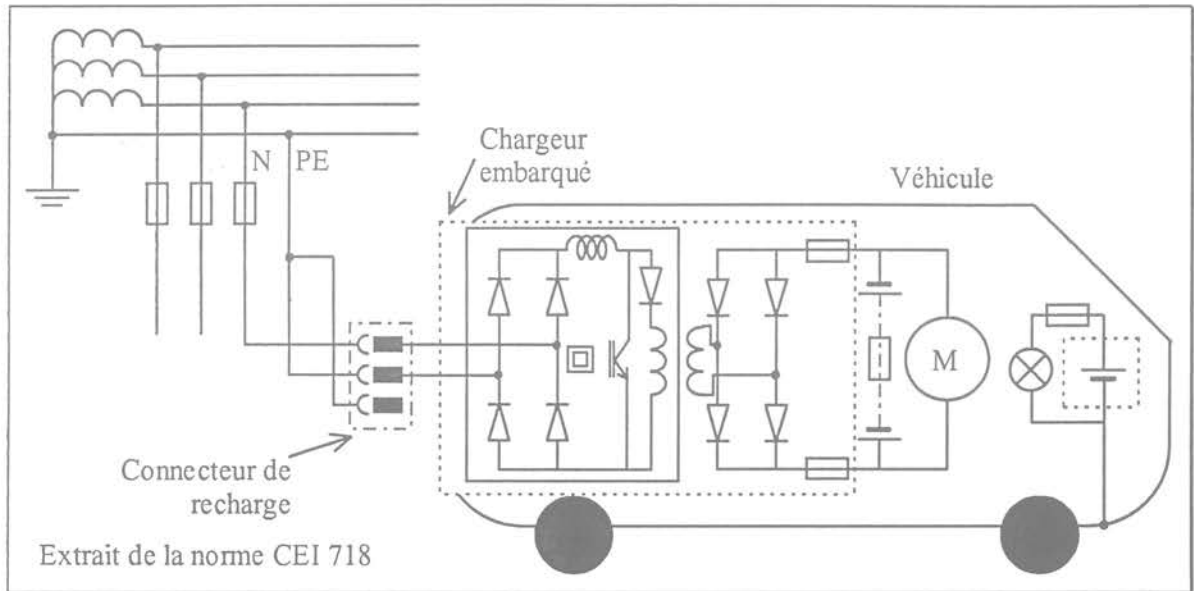 N PE
Chargeur
embarqué
Véhicule
M
Connecteur de
recharge
Extrait de la norme CEI 718